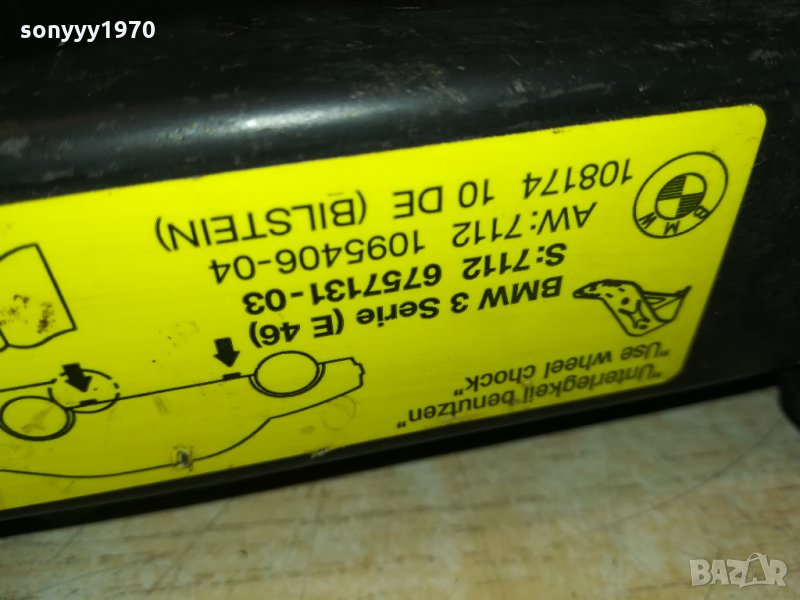 sonyyy1970
"Unterlegkeil benutzen"
"Use wheel chock"
BMW 3 Serie (E 46)
S:7112 6757131-03
AW:7112 1095406-04
108174 10 DE (BILSTEIN)
BMW
BAZAR